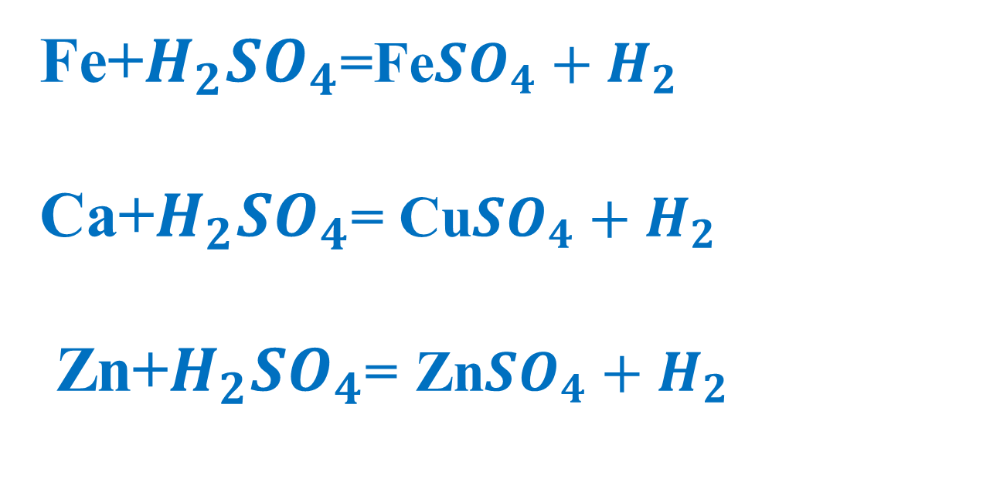 Fe+H₂SO₄=FeSO₄ + H₂
Ca+H₂SO₄= CuSO₄ + H₂
Zn+H₂SO₄= ZnSO₄ + H₂